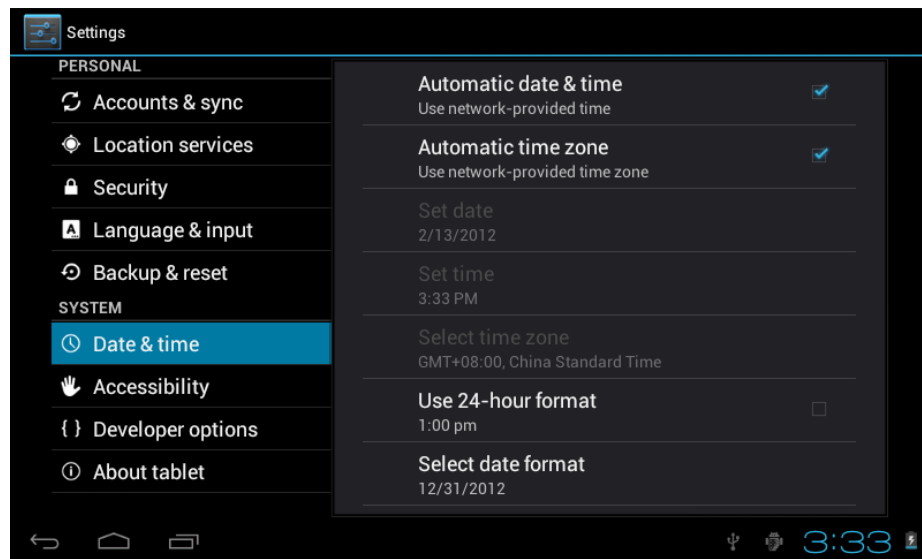 Settings
PERSONAL
Accounts & sync
Location services
Security
Language & input
Backup & reset
SYSTEM
Date & time
Accessibility
{ } Developer options
About tablet
Automatic date & time
Use network-provided time
Automatic time zone
Use network-provided time zone
Set date
2/13/2012
Set time
3:33 PM
Select time zone
GMT+08:00, China Standard Time
Use 24-hour format
1:00 pm
Select date format
12/31/2012
3:33